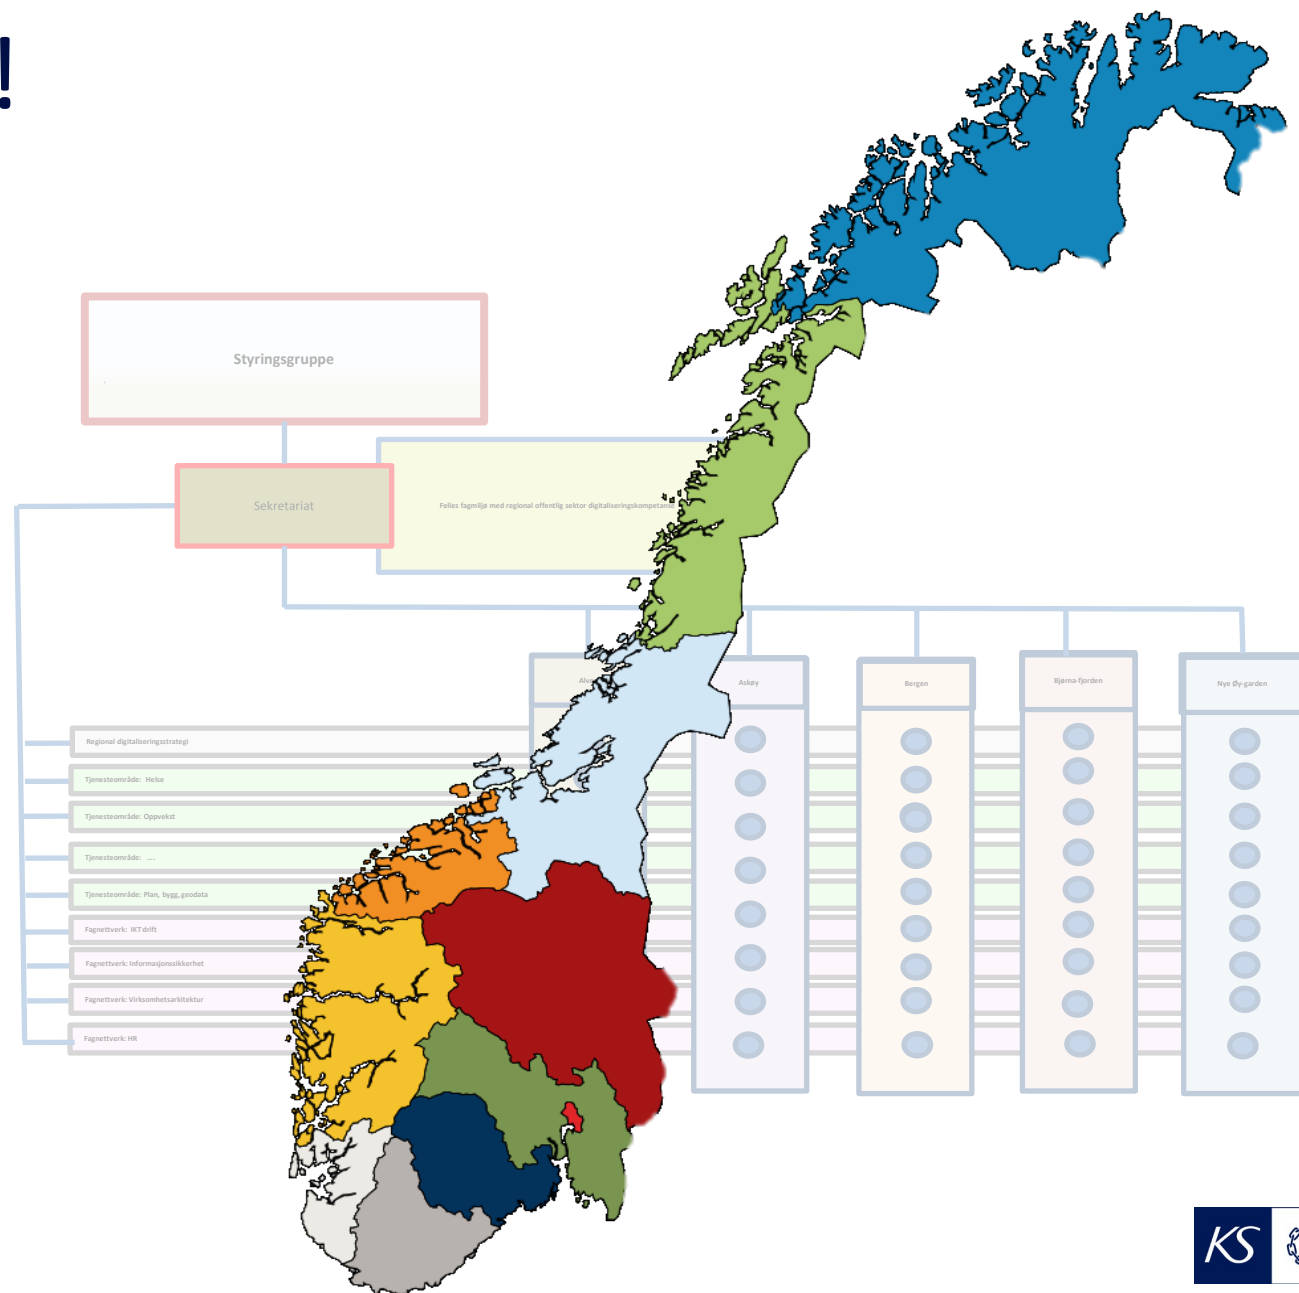 !
Styringsgruppe
Sekretariat
Felles fagmiljø med regional offentlig sektor digitaliseringskompetanse
Askøy
Bergen
Bjørna-fjorden
Nye Øy-garden
Regional digitaliseringsstrategi
Tjenesteområde: Helse
Tjenesteområde: Oppvekst
Tjenesteområde: ....
Tjenesteområde: Plan, bygg, geodata
Fagnettverk: IKT drift
Fagnettverk: Informasjonssikkerhet
Fagnettverk: Virksomhetsarkitektur
Fagnettverk: HR
KS